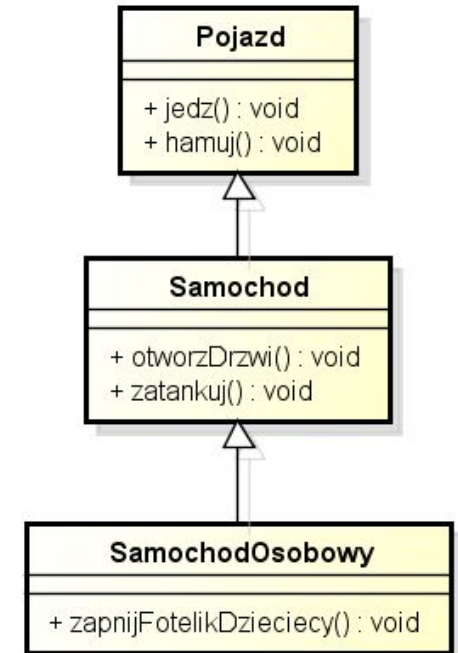 Pojazd
+ jedz() : void
+ hamuj() : void
Samochod
+ otworzDrzwi() : void
+ zatankuj() : void
SamochodOsobowy
+ zapnijFotelikDzieciecy() : void